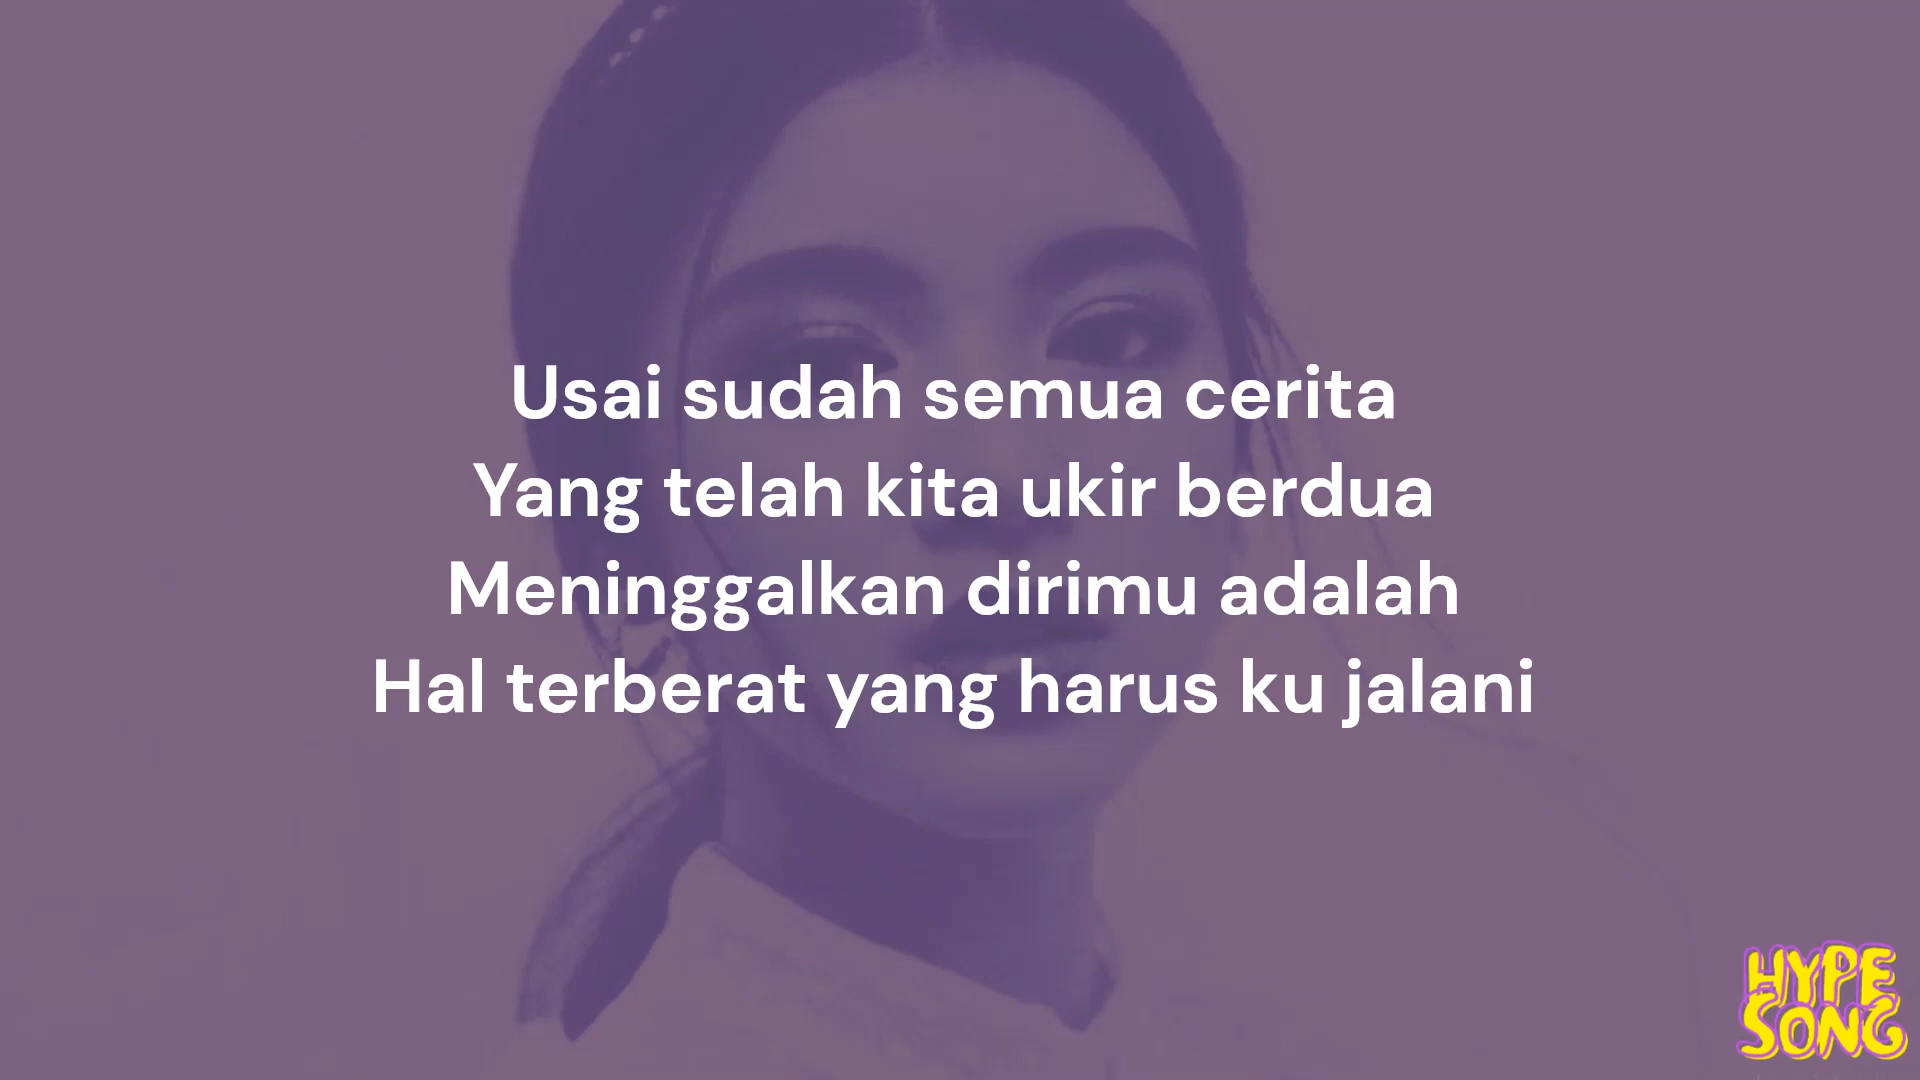 Usai sudah semua cerita
Yang telah kita ukir berdua
Meninggalkan dirimu adalah
Hal terberat yang harus ku jalani
HYPE
SONG